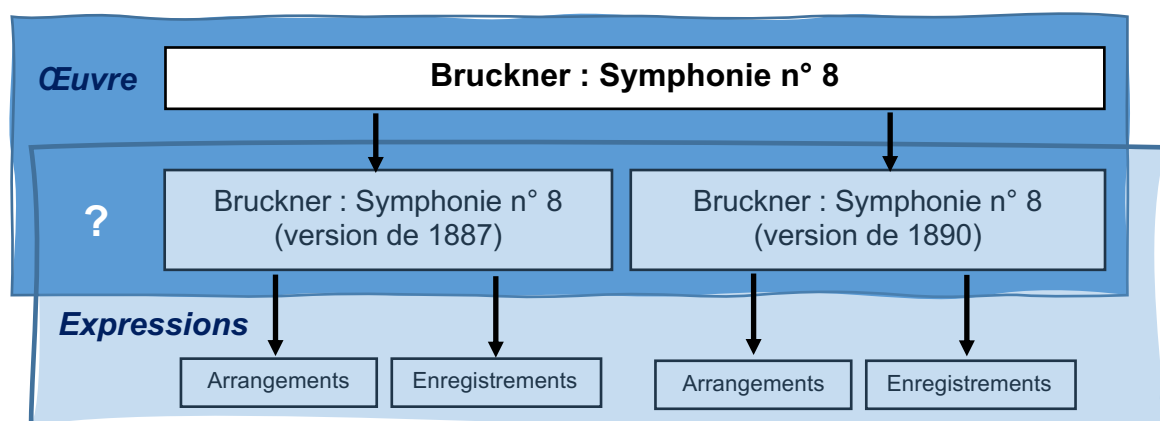 Œuvre
Bruckner : Symphonie n° 8
?
Bruckner : Symphonie n° 8
(version de 1887)
Bruckner : Symphonie n° 8
(version de 1890)
Expressions
Arrangements
Enregistrements
Arrangements
Enregistrements